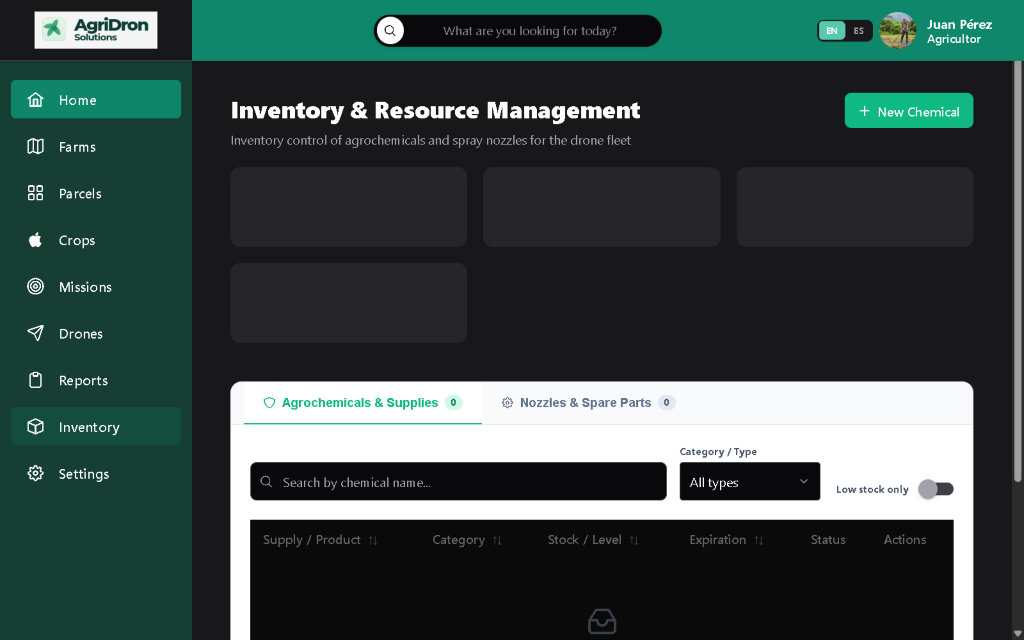 AgriDron
Solutions
What are you looking for today?
EN ES
Juan Pérez
Agricultor
Home
Farms
Parcels
Crops
Missions
Drones
Reports
Inventory
Settings
Inventory & Resource Management
Inventory control of agrochemicals and spray nozzles for the drone fleet
New Chemical
Agrochemicals & Supplies 0
Nozzles & Spare Parts 0
Search by chemical name...
Category / Type
All types
Low stock only
Supply / Product Category Stock / Level Expiration Status Actions